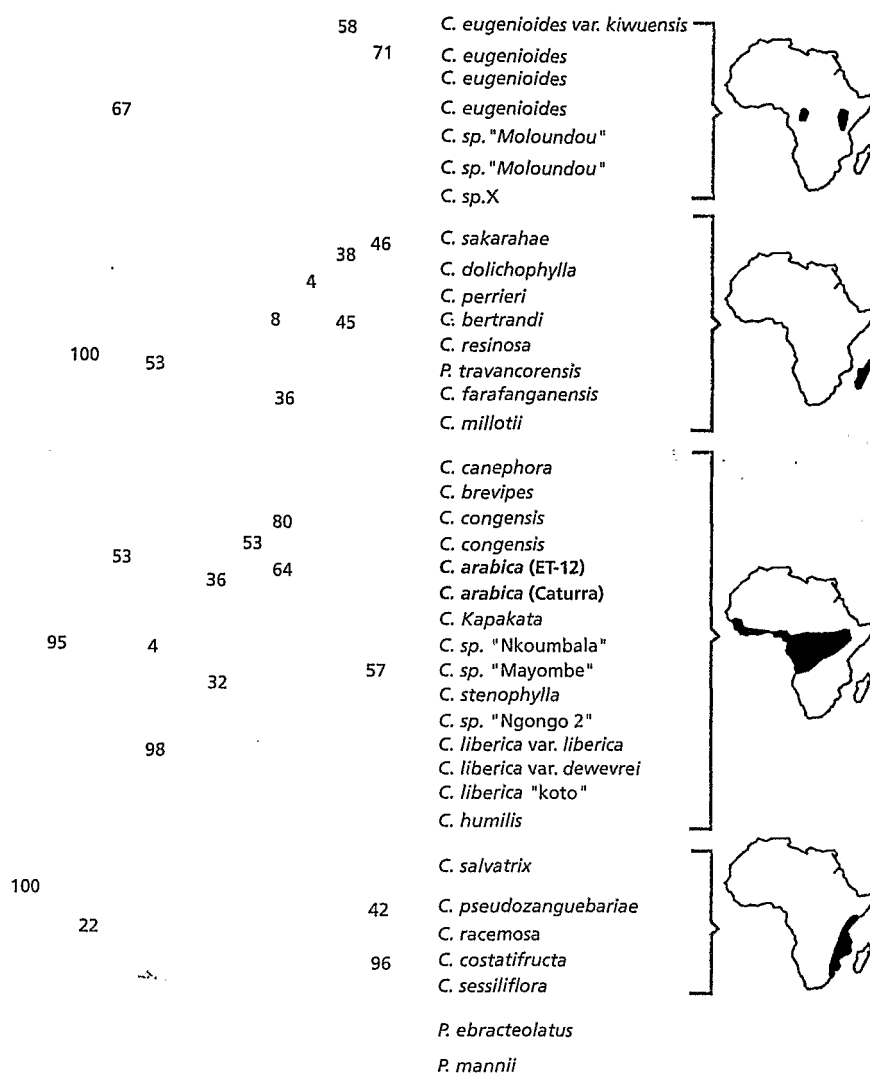 58 C. eugenioides var. kiwuensis
71 C. eugenioides
C. eugenioides
67 C. eugenioides
C. sp. "Moloundou"
C. sp. "Moloundou"
C. sp.X
46 C. sakarahae
38
C. dolichophylla
4
C. perrieri
8 45 C. bertrandi
C. resinosa
100 53
P. travancorensis
36 C. farafanganensis
C. millotii
C. canephora
C. brevipes
80 C. congensis
53 C. congensis
53
64 C. arabica (ET-12)
36
C. arabica (Caturra)
C. Kapakata
95 4 C. sp. "Nkoumbala"
57 C. sp. "Mayombe"
32
C. stenophylla
C. sp. "Ngongo 2"
98 C. liberica var. liberica
C. liberica var. dewevrei
C. liberica "koto"
C. humilis
C. salvatrix
100
42 C. pseudozanguebariae
22
C. racemosa
96 C. costatifructa
C. sessiliflora
P. ebracteolatus
P. mannii